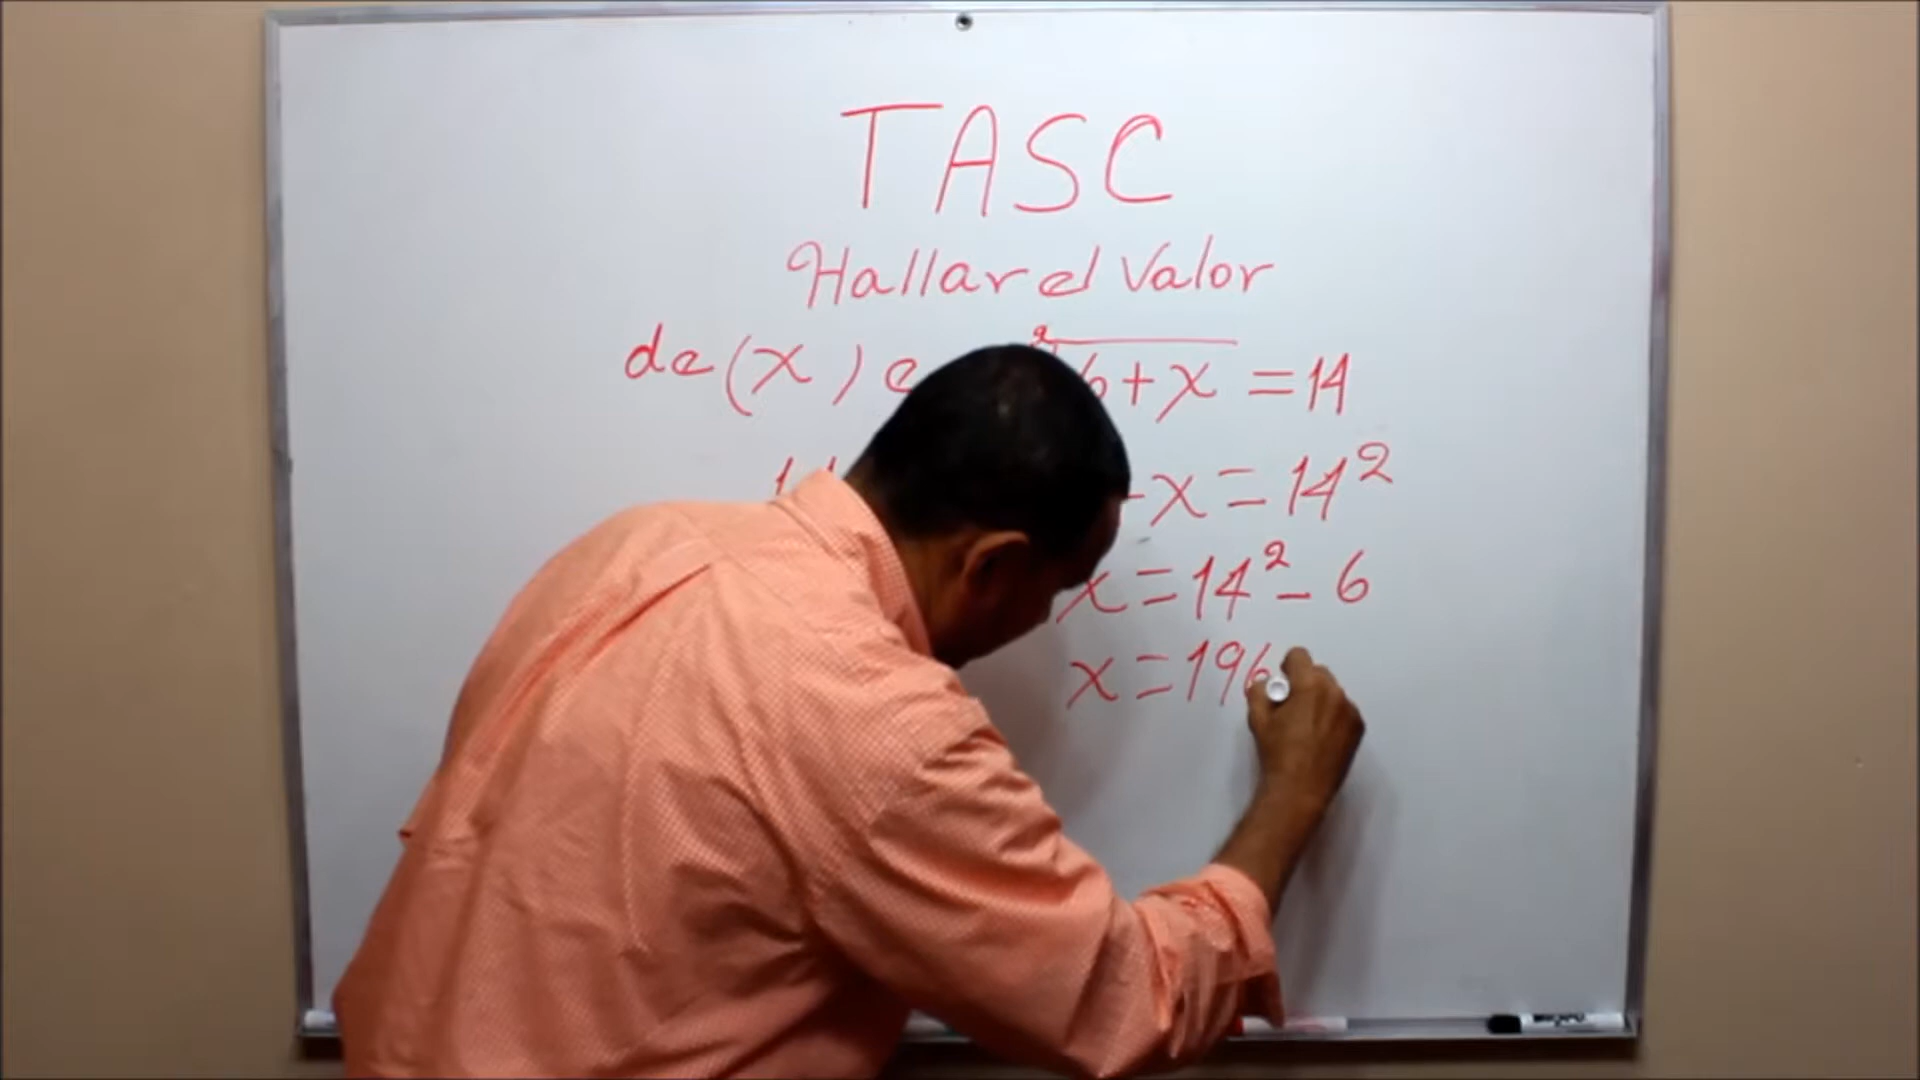 TASC
Hallar el Valor
de (x) 6 + x = 14
x = 14²
x = 14² - 6
x = 196